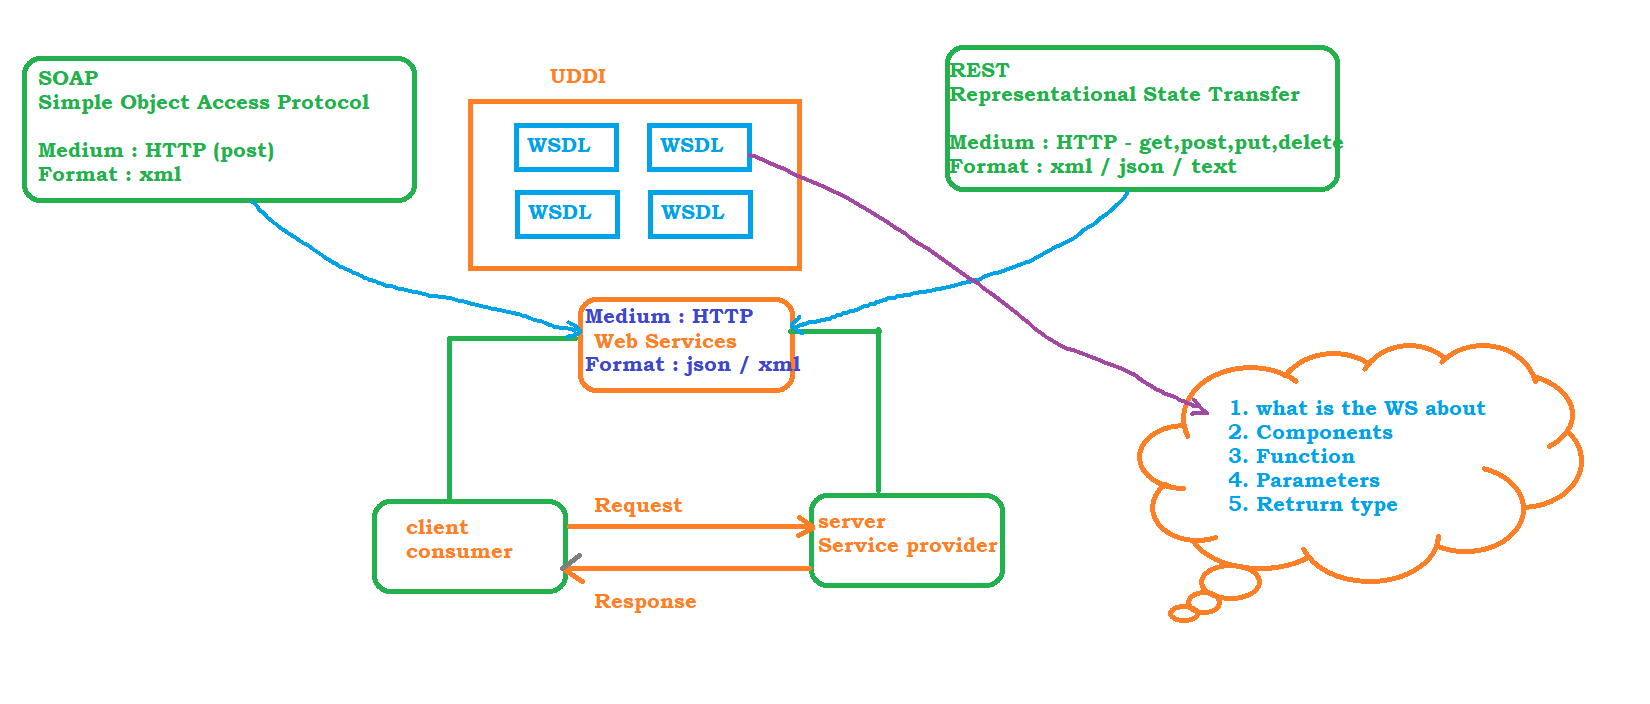 SOAP
Simple Object Access Protocol
Medium : HTTP (post)
Format : xml
UDDI
WSDL
WSDL
WSDL
WSDL
REST
Representational State Transfer
Medium : HTTP - get,post,put,delete
Format : xml / json / text
Medium : HTTP
Web Services
Format : json / xml
1. what is the WS about
2. Components
3. Function
4. Parameters
5. Retrurn type
client
consumer
Request
Response
server
Service provider